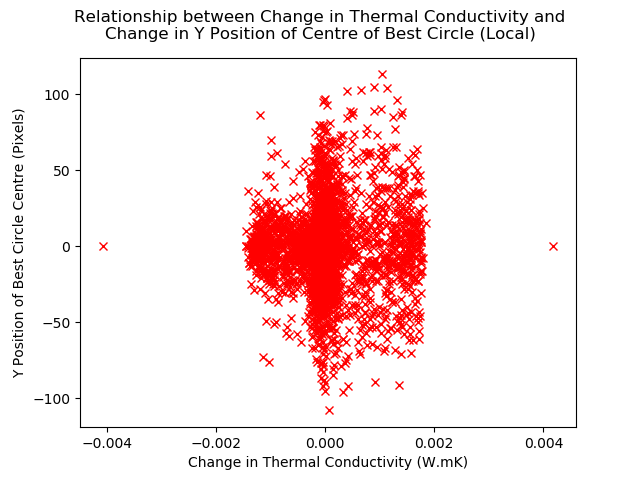 Relationship between Change in Thermal Conductivity and
Change in Y Position of Centre of Best Circle (Local)
Y Position of Best Circle Centre (Pixels)
100
50
0
−50
−100
−0.004
−0.002
0.000
0.002
0.004
Change in Thermal Conductivity (W.mK)